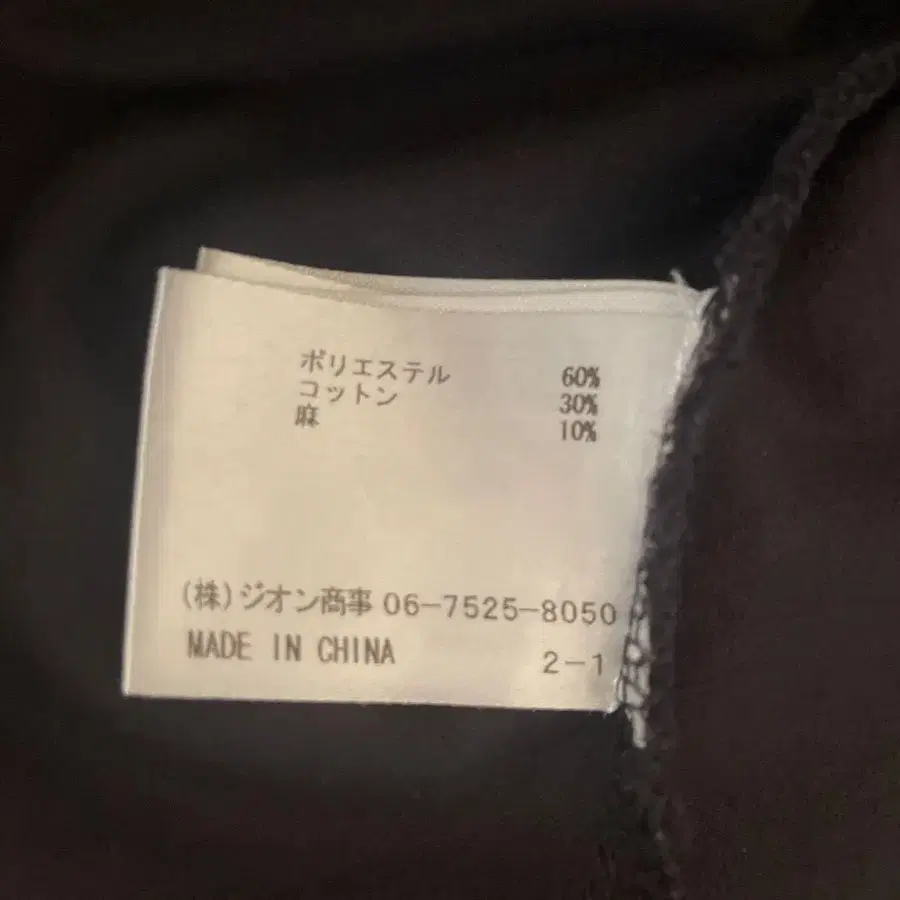 ポリエステル 60%
コットン 30%
麻 10%
(株)ジオン商事 06-7525-8050
MADE IN CHINA 2-1